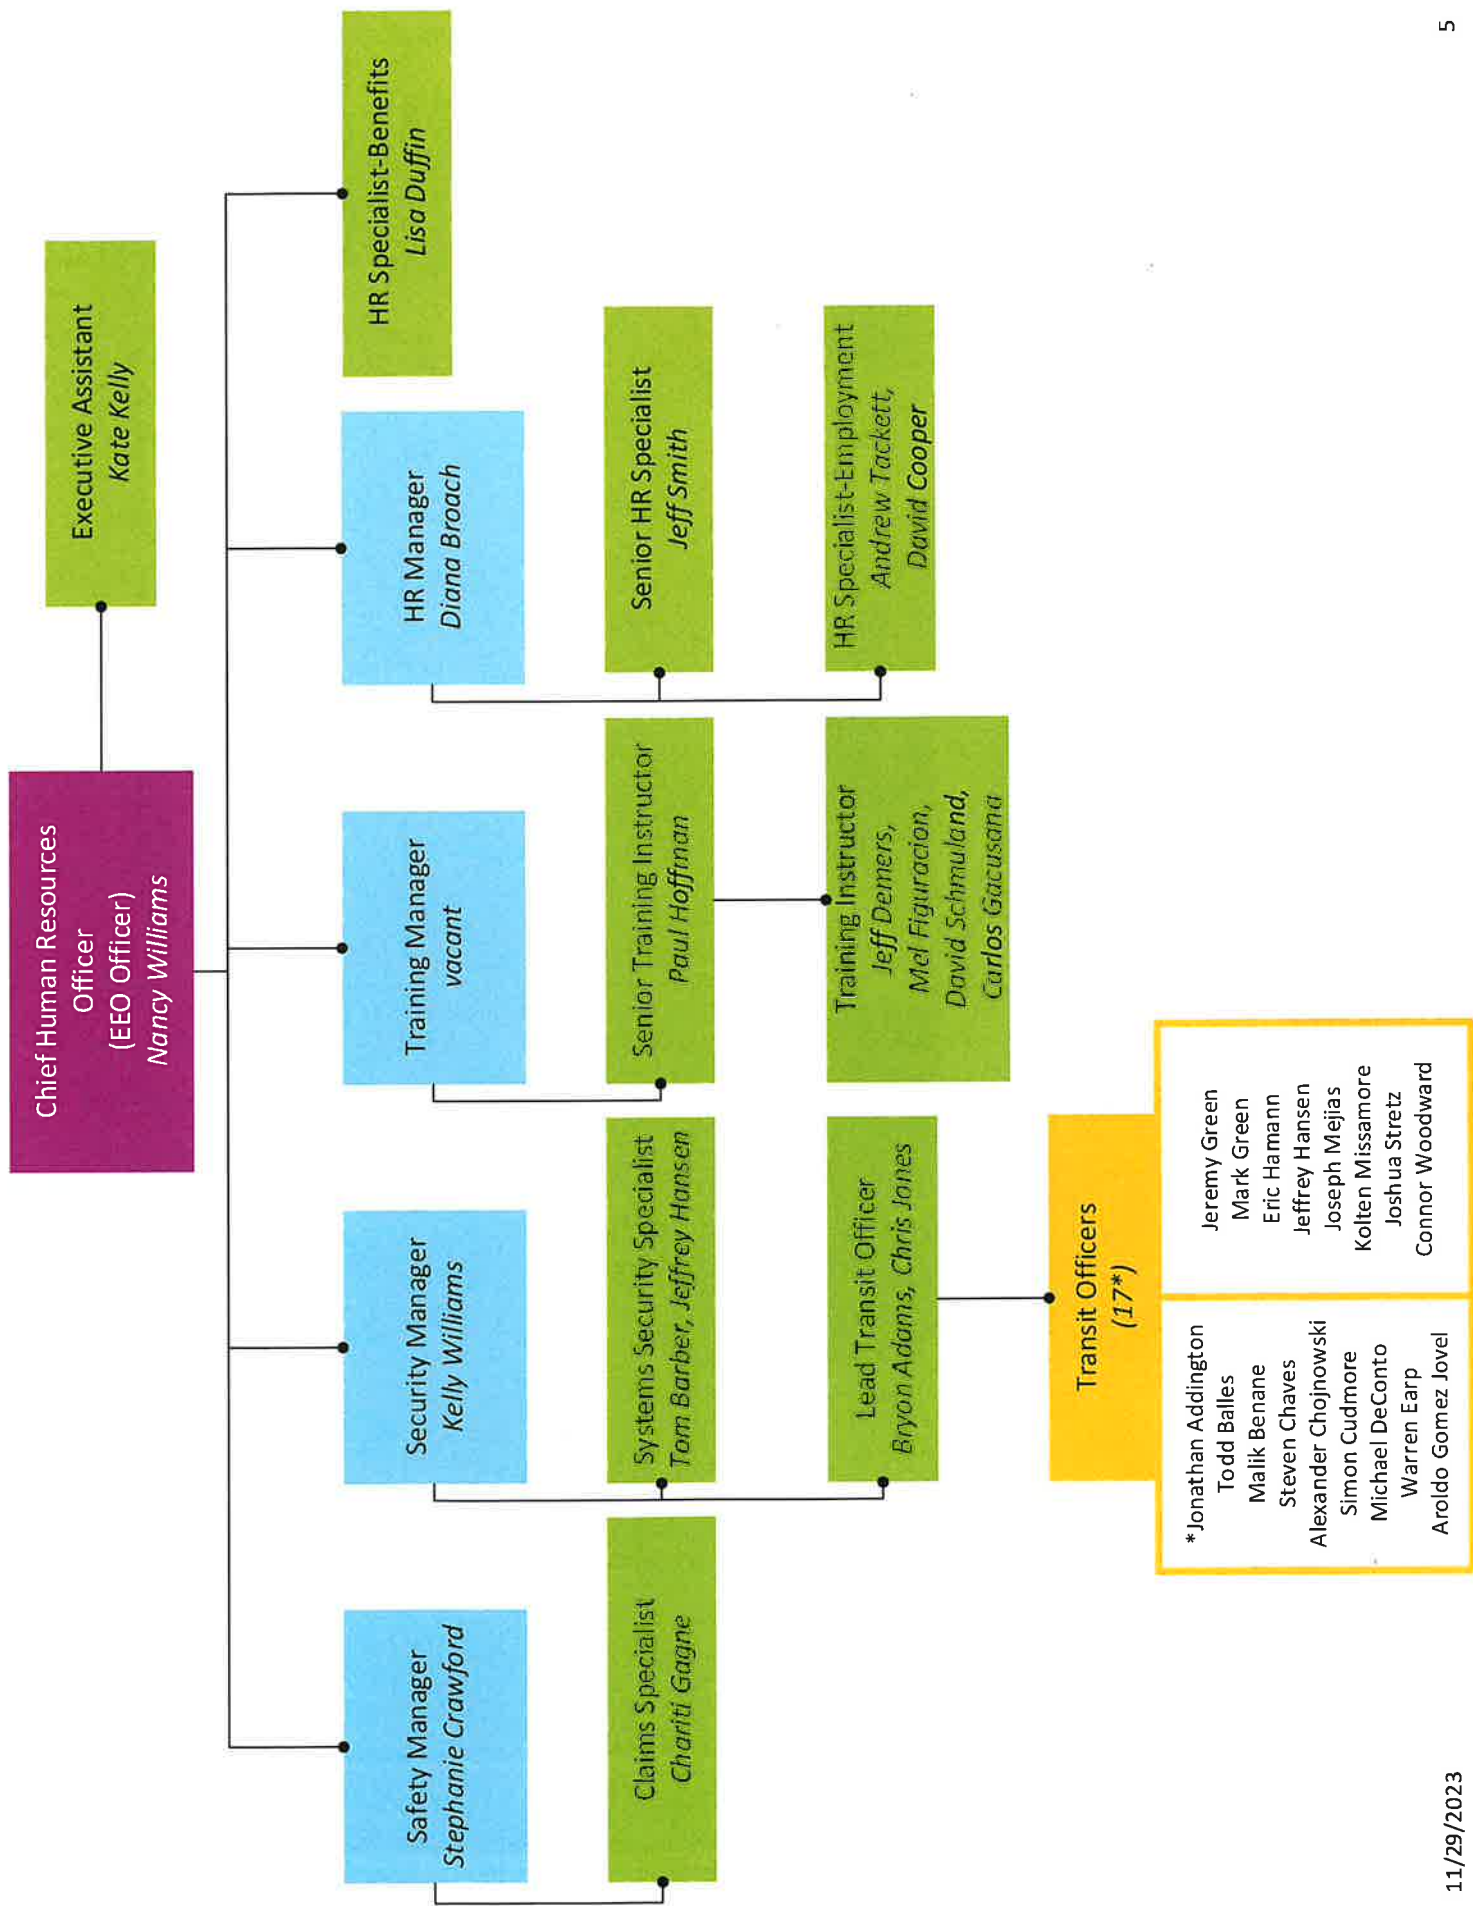 Chief Human Resources
Officer
(EEO Officer)
Nancy Williams
Executive Assistant
Kate Kelly
Safety Manager
Stephanie Crawford
Security Manager
Kelly Williams
Training Manager
vacant
HR Manager
Diana Broach
HR Specialist-Benefits
Lisa Duffin
Claims Specialist
Chariti Gagne
Systems Security Specialist
Tom Barber, Jeffrey Hansen
Senior Training Instructor
Paul Hoffman
Senior HR Specialist
Jeff Smith
Lead Transit Officer
Bryon Adams, Chris Jones
Training Instructor
Jeff Demers,
Mel Figuracion,
David Schmuland,
Carlos Gacusana
HR Specialist-Employment
Andrew Tackett,
David Cooper
Transit Officers
(17*)
*Jonathan Addington
Todd Balles
Malik Benane
Steven Chaves
Alexander Chojnowski
Simon Cudmore
Michael DeConto
Warren Earp
Aroldo Gomez Jovel
Jeremy Green
Mark Green
Eric Hamann
Jeffrey Hansen
Joseph Mejias
Kolten Missamore
Joshua Stretz
Connor Woodward
11/29/2023
5